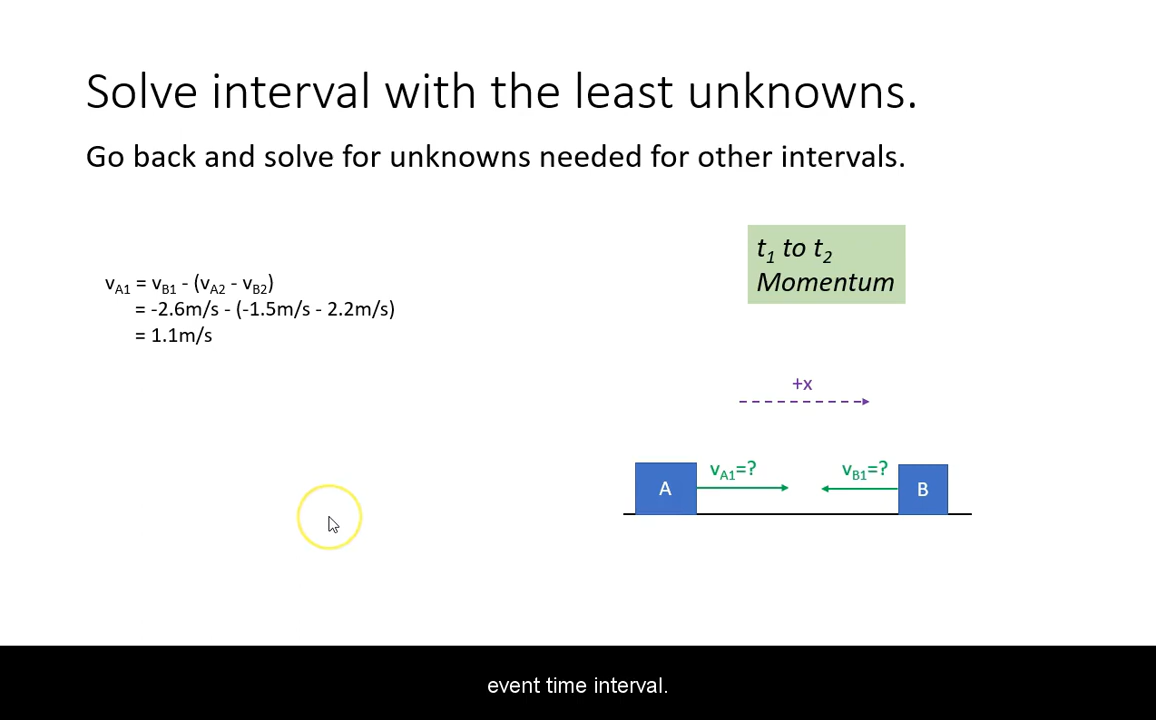 Solve interval with the least unknowns.
Go back and solve for unknowns needed for other intervals.
t1 to t2
Momentum
vA1 = vB1 - (vA2 - vB2)
= -2.6m/s - (-1.5m/s - 2.2m/s)
= 1.1m/s
+x
vA1=?
vB1=?
A
B
event time interval.